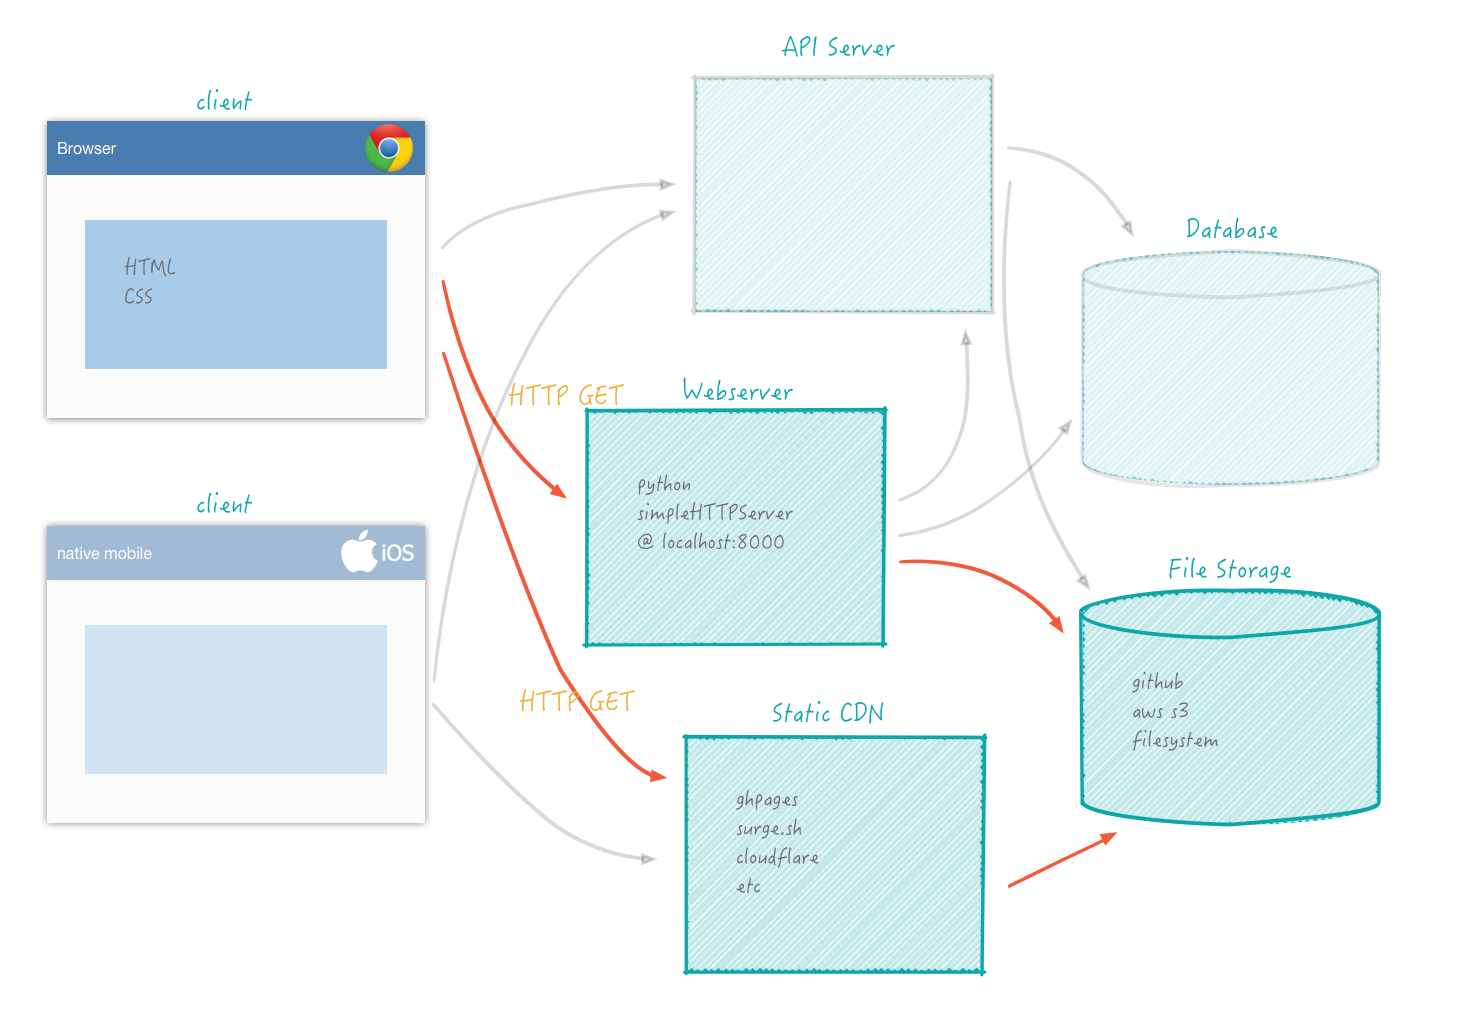 API Server
client
Browser
HTML
CSS
Database
HTTP GET
Webserver
python
simpleHTTPServer
@ localhost:8000
client
native mobile
iOS
File Storage
github
aws s3
filesystem
HTTP GET
Static CDN
ghpages
surge.sh
cloudflare
etc